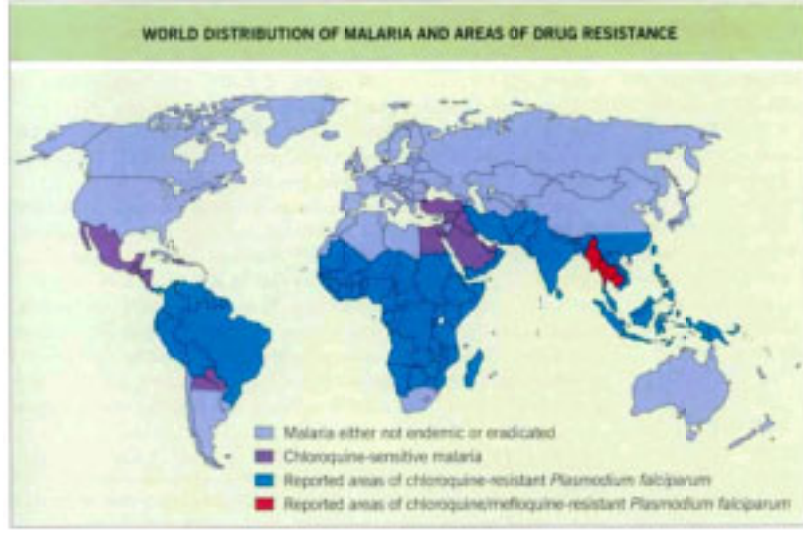 WORLD DISTRIBUTION OF MALARIA AND AREAS OF DRUG RESISTANCE
Malaria either not endemic or eradicated
Chloroquine-sensitive malaria
Reported areas of chloroquine-resistant Plasmodium falciparum
Reported areas of chloroquine/mefloquine-resistant Plasmodium falciparum